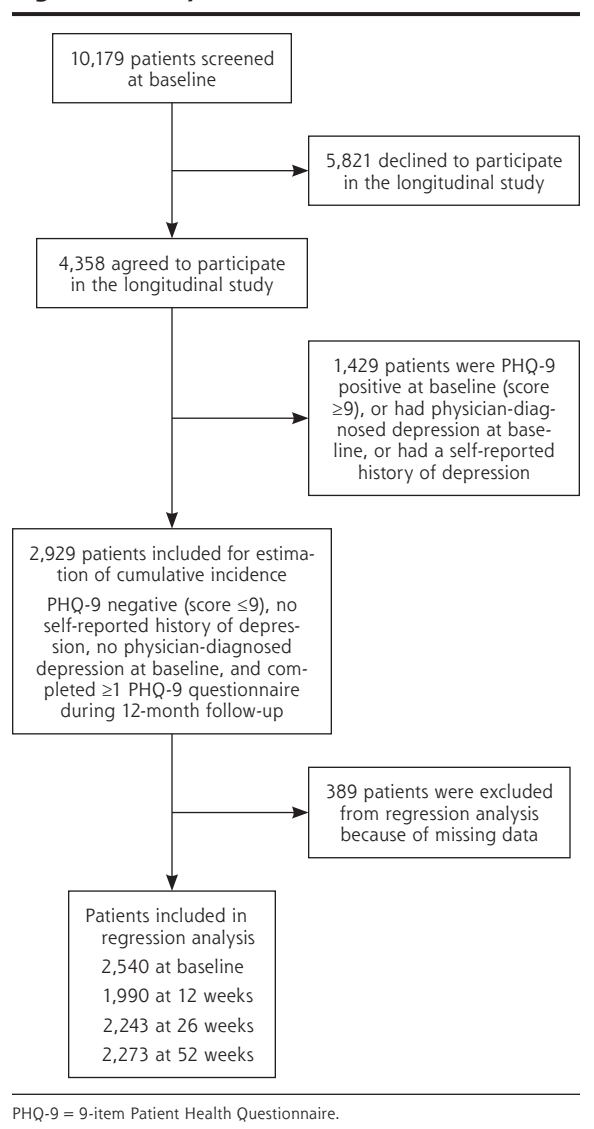 10,179 patients screened
at baseline
5,821 declined to participate
in the longitudinal study
4,358 agreed to participate
in the longitudinal study
1,429 patients were PHQ-9
positive at baseline (score
≥9), or had physician-diag-
nosed depression at base-
line, or had a self-reported
history of depression
2,929 patients included for estima-
tion of cumulative incidence
PHQ-9 negative (score ≤9), no
self-reported history of depres-
sion, no physician-diagnosed
depression at baseline, and com-
pleted ≥1 PHQ-9 questionnaire
during 12-month follow-up
389 patients were excluded
from regression analysis
because of missing data
Patients included in
regression analysis
2,540 at baseline
1,990 at 12 weeks
2,243 at 26 weeks
2,273 at 52 weeks
PHQ-9 = 9-item Patient Health Questionnaire.